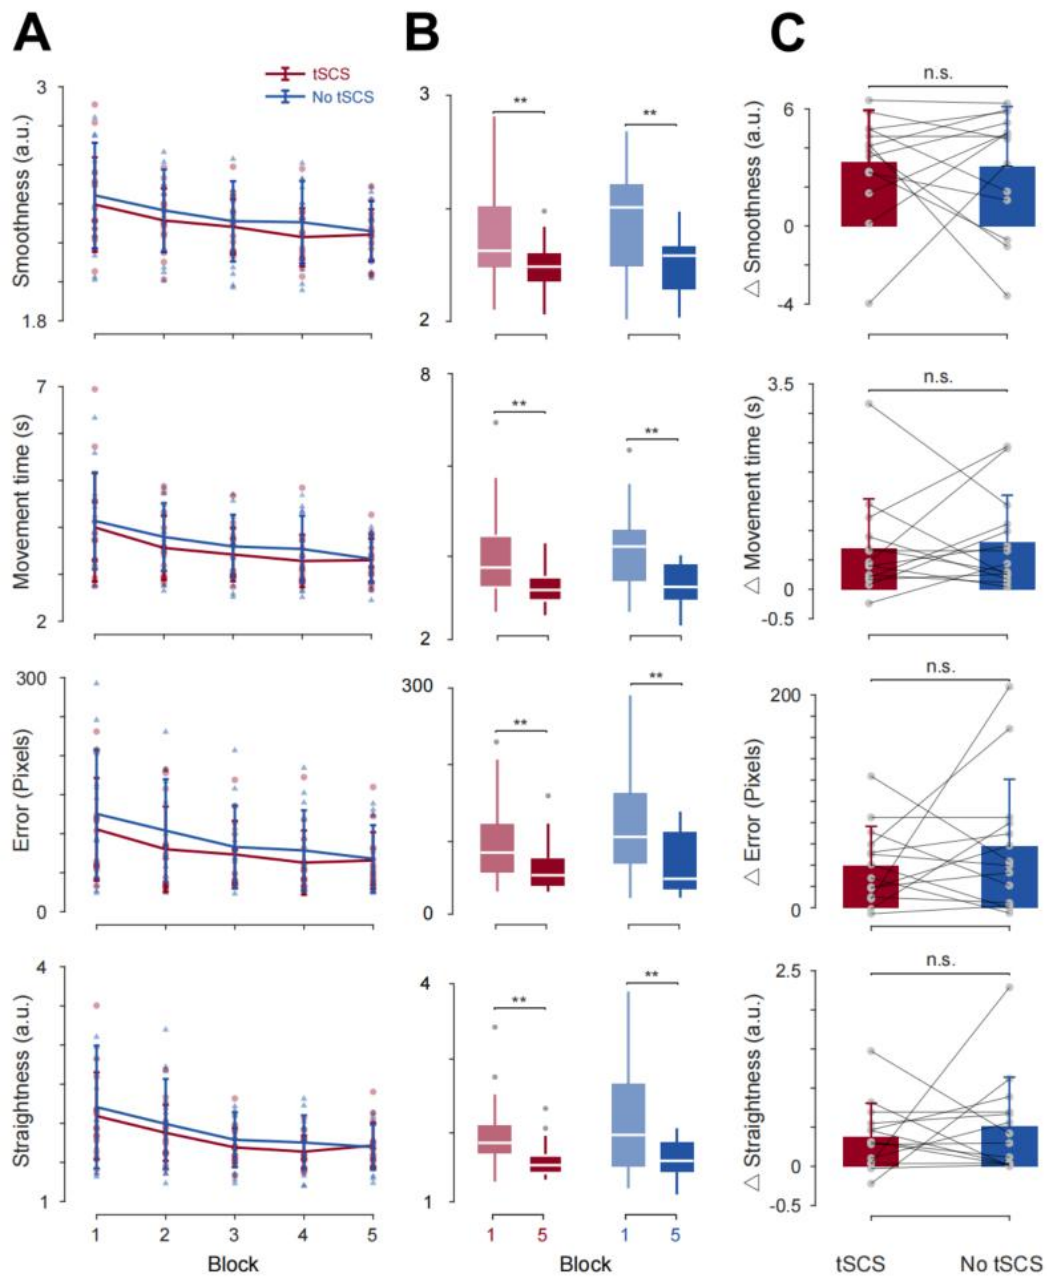 A
B
C
tSCS
No tSCS
Smoothness (a.u.)
3
1.8
3
2
**
**
△ Smoothness (a.u.)
6
0
-4
n.s.
Movement time (s)
7
2
8
2
**
**
△ Movement time (s)
3.5
0
-0.5
n.s.
Error (Pixels)
300
0
300
0
**
**
△ Error (Pixels)
200
0
n.s.
Straightness (a.u.)
4
1
4
1
**
**
△ Straightness (a.u.)
2.5
0
-0.5
n.s.
1 2 3 4 5
Block
1 5 1 5
Block
tSCS No tSCS